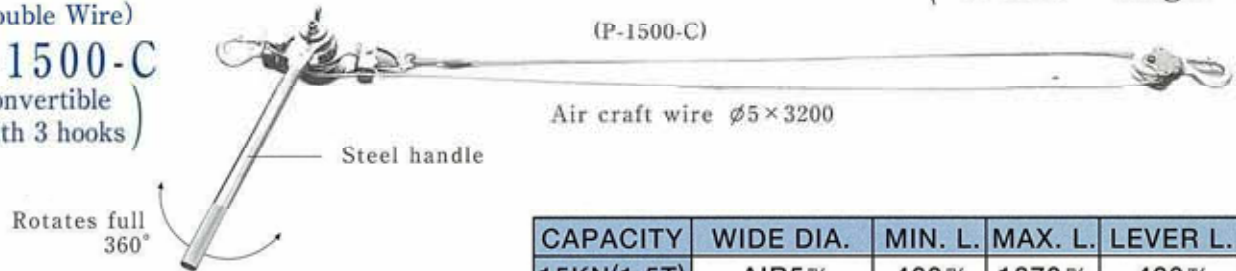 ouble Wire)
1500-C
onvertible
th 3 hooks)
(P-1500-C)
Air craft wire ϕ5×3200
Steel handle
Rotates full
360°
CAPACITY WIDE DIA. MIN. L. MAX. L. LEVER L.